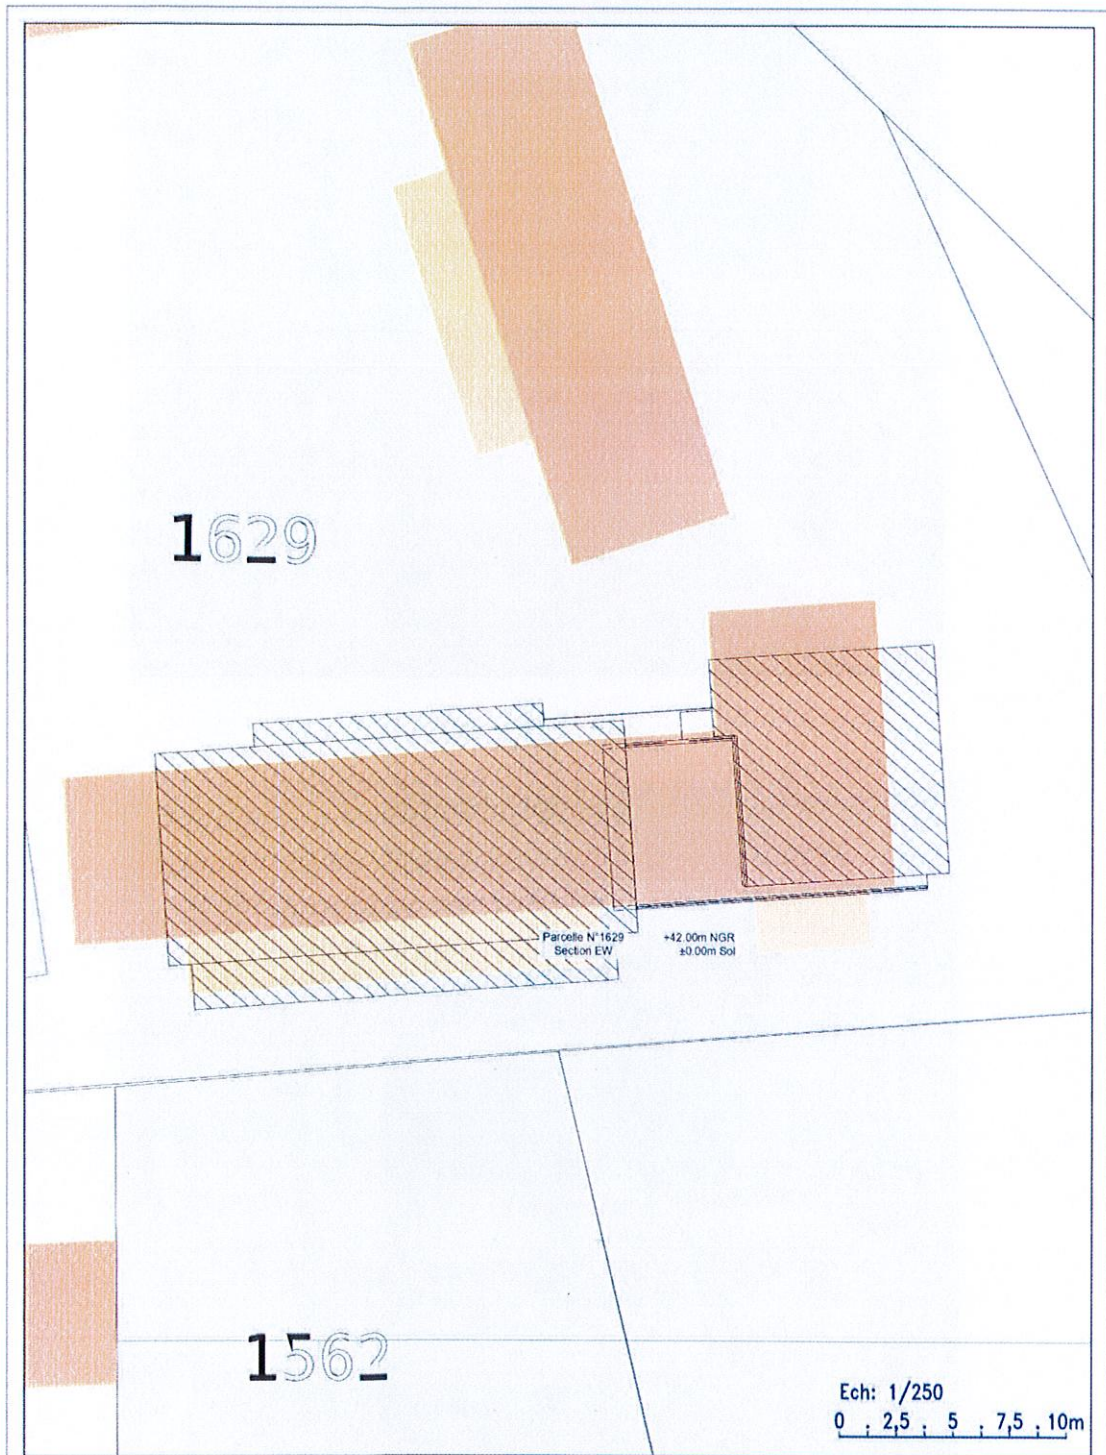 1629
Parcelle N°1629 +42.00m NGR
Section EW ±0.00m Sol
1562
Ech: 1/250
0 2,5 5 7,5 10m